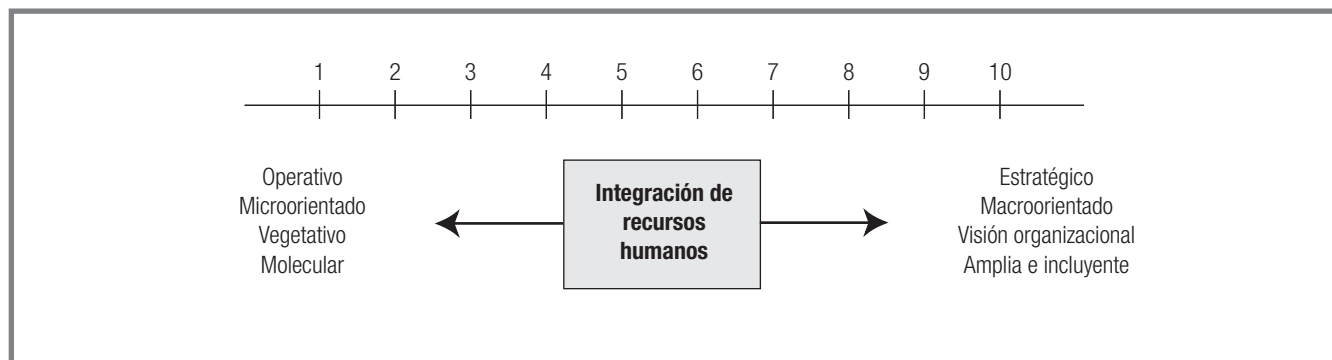 1 2 3 4 5 6 7 8 9 10
Operativo
Microorientado
Vegetativo
Molecular
Integración de
recursos
humanos
Estratégico
Macroorientado
Visión organizacional
Amplia e incluyente